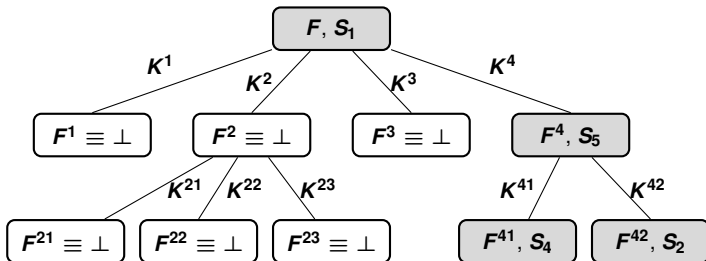 F, S₁
K¹ K² K³ K⁴
F¹ ≡ ⊥ F² ≡ ⊥ F³ ≡ ⊥ F⁴, S₅
K²¹ K²² K²³ K⁴¹ K⁴²
F²¹ ≡ ⊥ F²² ≡ ⊥ F²³ ≡ ⊥ F⁴¹, S₄ F⁴², S₂